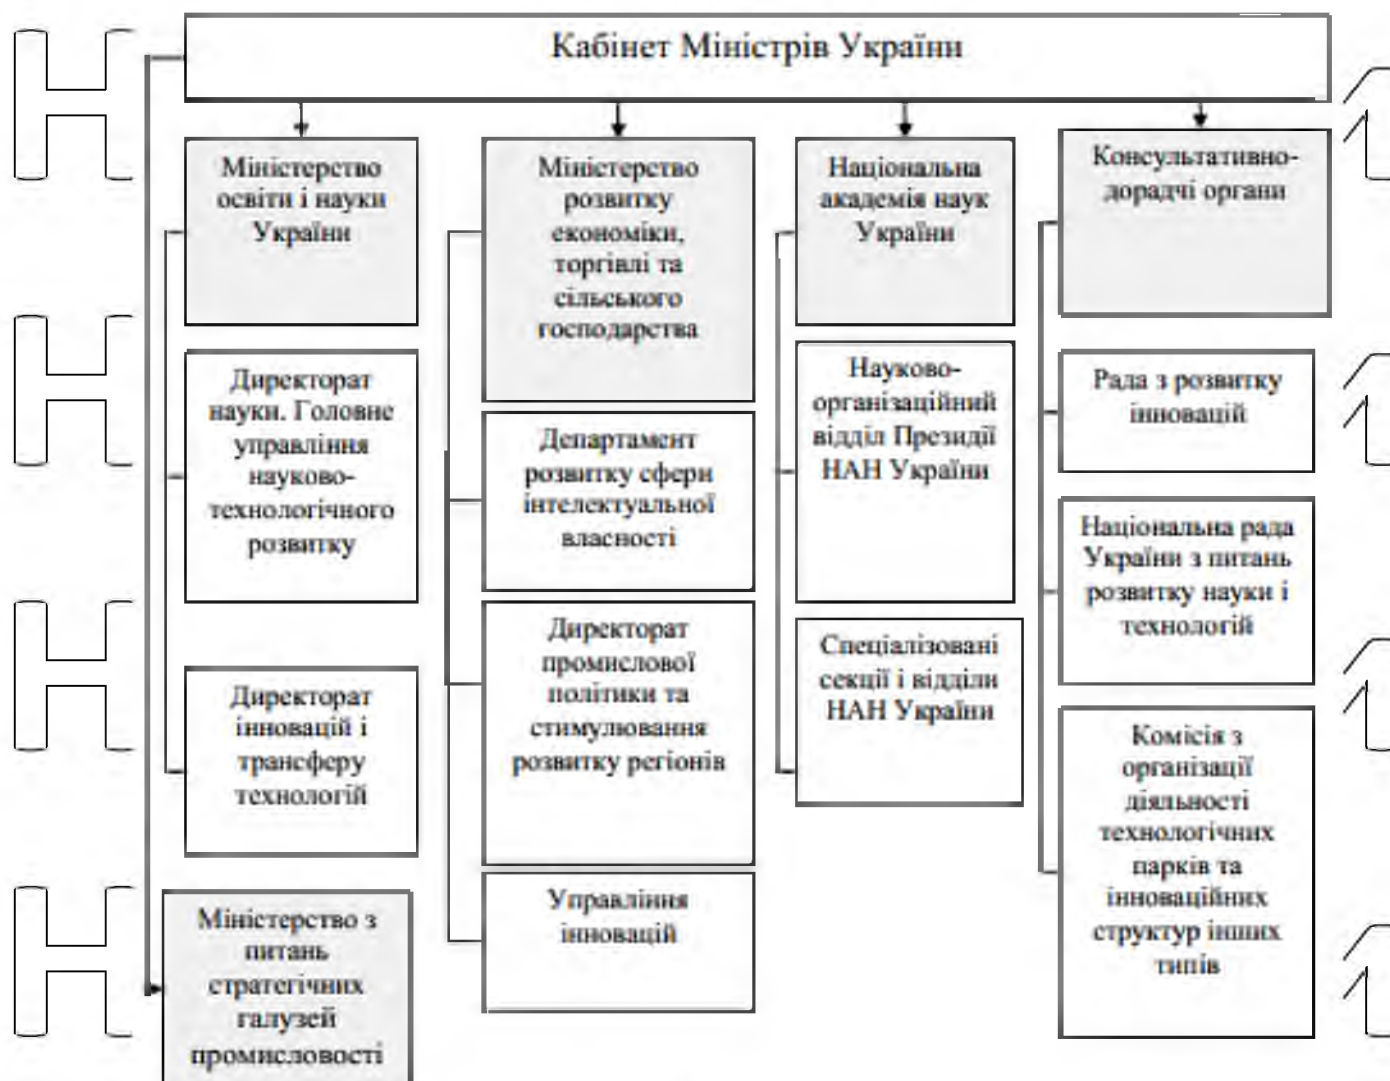 Кабінет Міністрів України
Міністерство
освіти і науки
України
Директорат
науки. Головне
управління
науково-
технологічного
розвитку
Директорат
інновацій і
трансферу
технологій
Міністерство з
питань
стратегічних
галузей
промисловості
Міністерство
розвитку
економіки,
торгівлі та
сільського
господарства
Департамент
розвитку сфери
інтелектуальної
власності
Директорат
промислової
політики та
стимулювання
розвитку регіонів
Управління
інновацій
Національна
академія наук
України
Науково-
організаційний
відділ Президії
НАН України
Спеціалізовані
секції і відділи
НАН України
Консультативно-
дорадчі органи
Рада з розвитку
інновацій
Національна рада
України з питань
розвитку науки і
технологій
Комісія з
організації
діяльності
технологічних
парків та
інноваційних
структур інших
типів